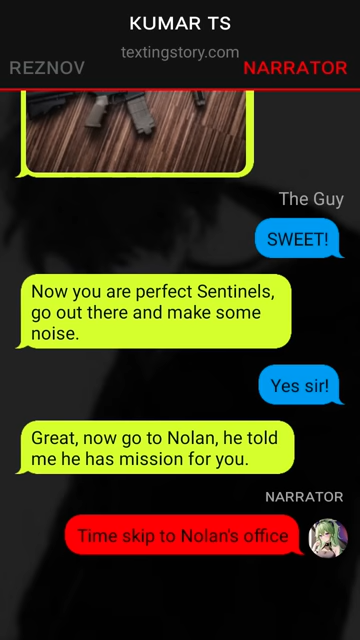 KUMAR TS
textingstory.com
REZNOV
NARRATOR
The Guy
SWEET!
Now you are perfect Sentinels,
go out there and make some
noise.
Yes sir!
Great, now go to Nolan, he told
me he has mission for you.
NARRATOR
Time skip to Nolan's office